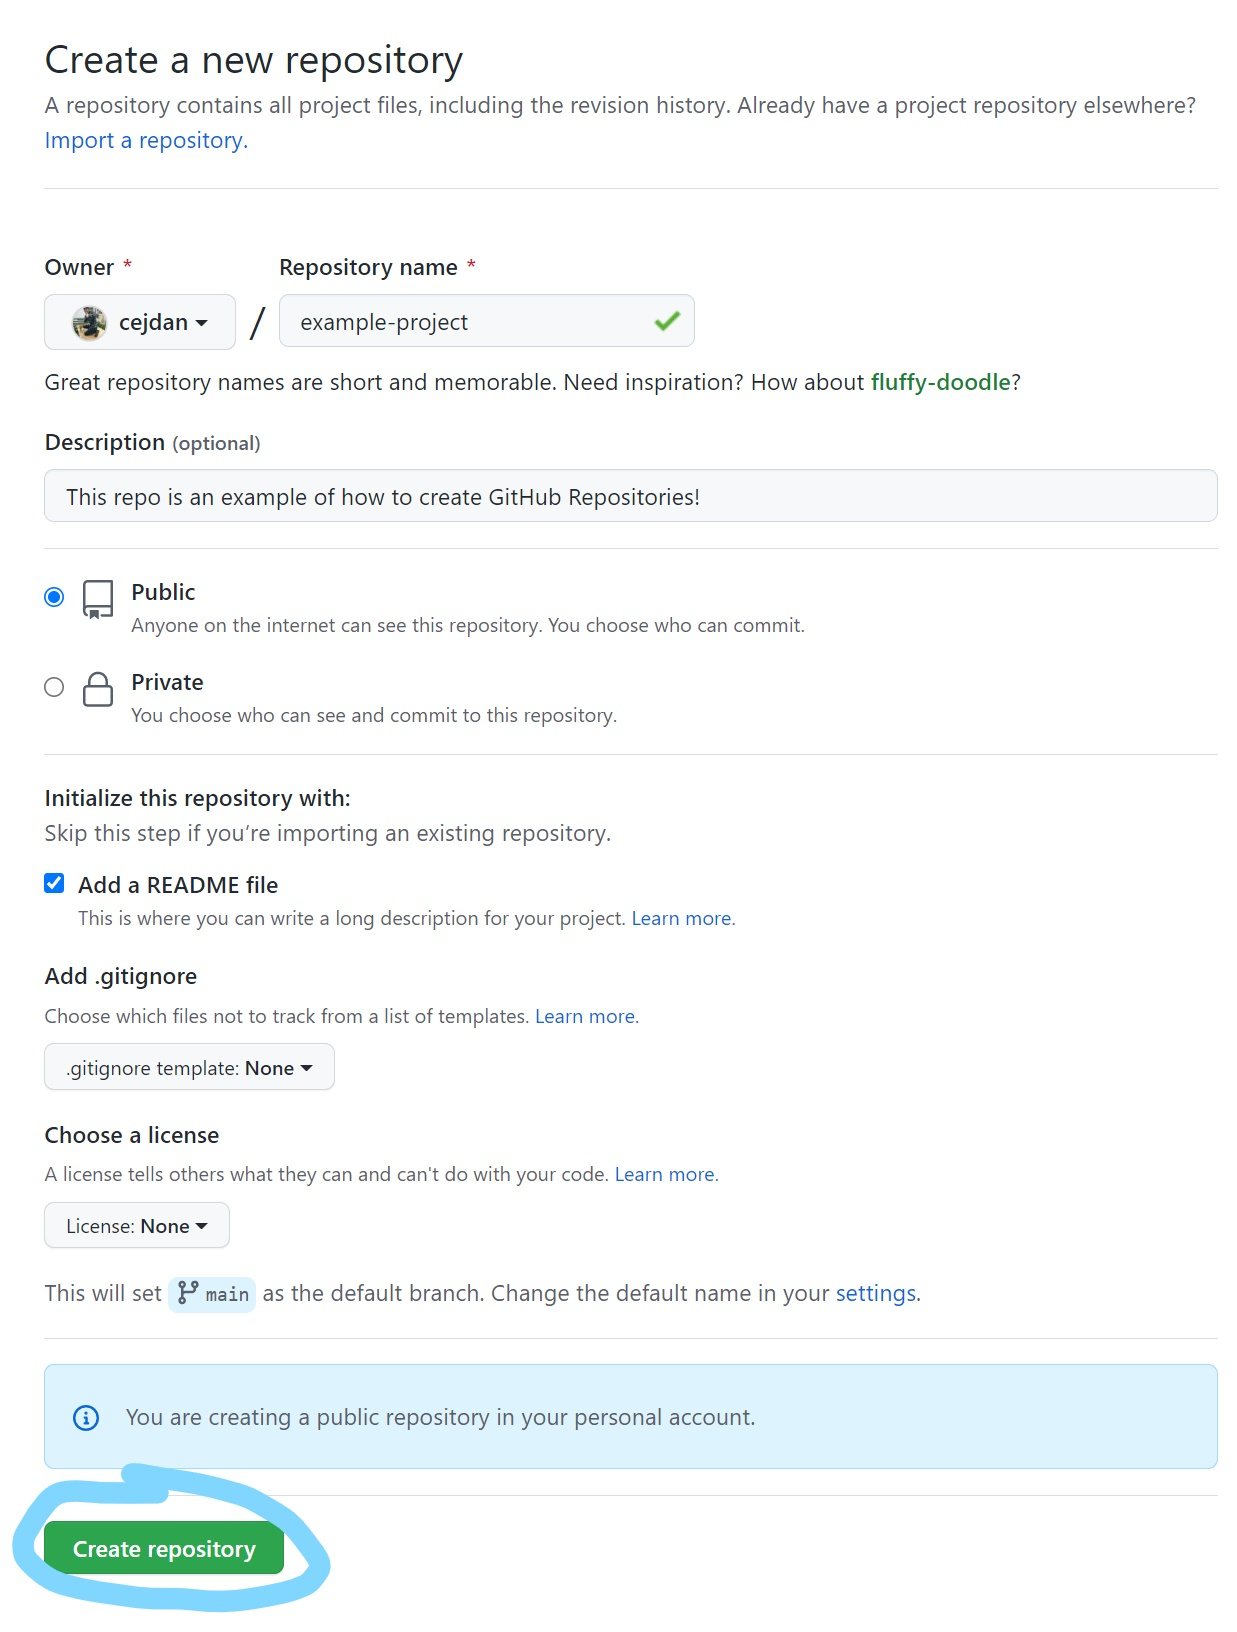 Create a new repository
A repository contains all project files, including the revision history. Already have a project repository elsewhere?
Import a repository.
Owner * Repository name *
cejdan / example-project
Great repository names are short and memorable. Need inspiration? How about fluffy-doodle?
Description (optional)
This repo is an example of how to create GitHub Repositories!
Public
Anyone on the internet can see this repository. You choose who can commit.
Private
You choose who can see and commit to this repository.
Initialize this repository with:
Skip this step if you’re importing an existing repository.
Add a README file
This is where you can write a long description for your project. Learn more.
Add .gitignore
Choose which files not to track from a list of templates. Learn more.
.gitignore template: None
Choose a license
A license tells others what they can and can't do with your code. Learn more.
License: None
This will set main as the default branch. Change the default name in your settings.
You are creating a public repository in your personal account.
Create repository